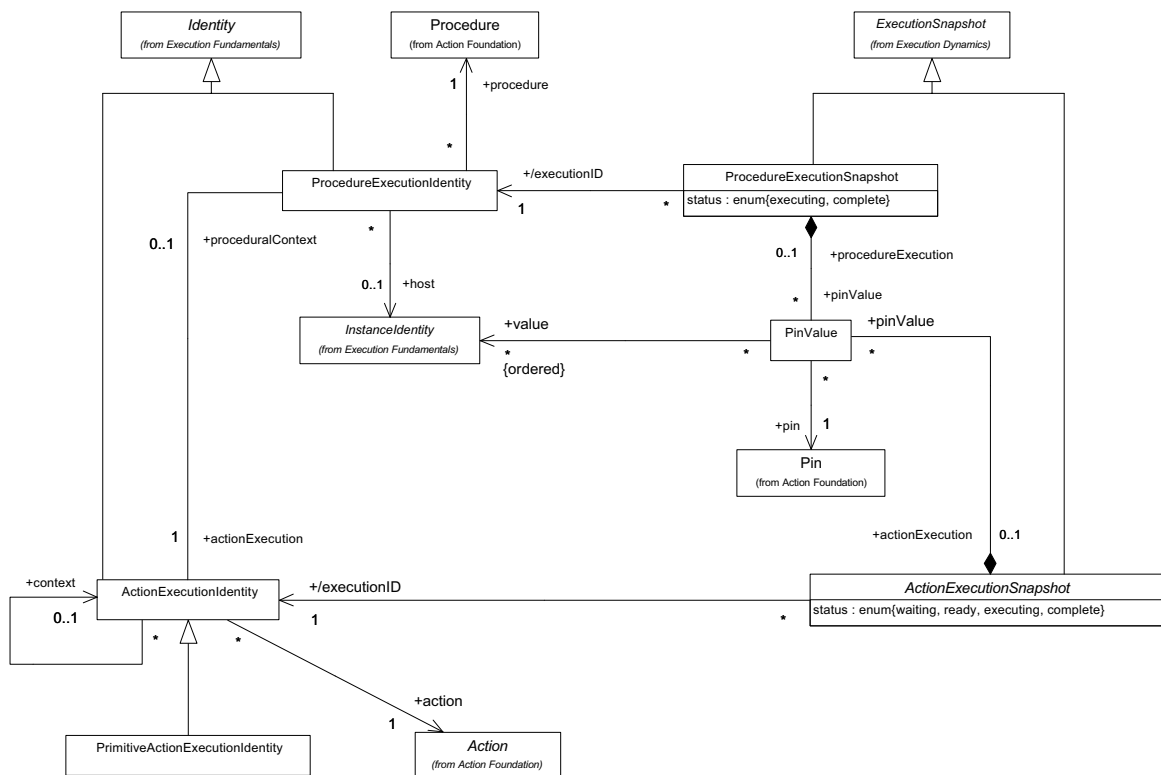 Identity
(from Execution Fundamentals)
Procedure
(from Action Foundation)
ExecutionSnapshot
(from Execution Dynamics)
1
+procedure
*
ProcedureExecutionIdentity
+/executionID
1
*
ProcedureExecutionSnapshot
status : enum{executing, complete}
0..1
+proceduralContext
*
0..1
+host
0..1
+procedureExecution
*
+pinValue
InstanceIdentity
(from Execution Fundamentals)
+value
*
{ordered}
*
PinValue
+pinValue
*
*
+pin
1
Pin
(from Action Foundation)
1
+actionExecution
+actionExecution
0..1
+context
0..1
ActionExecutionIdentity
*
*
+/executionID
1
*
ActionExecutionSnapshot
status : enum{waiting, ready, executing, complete}
+action
1
PrimitiveActionExecutionIdentity
Action
(from Action Foundation)